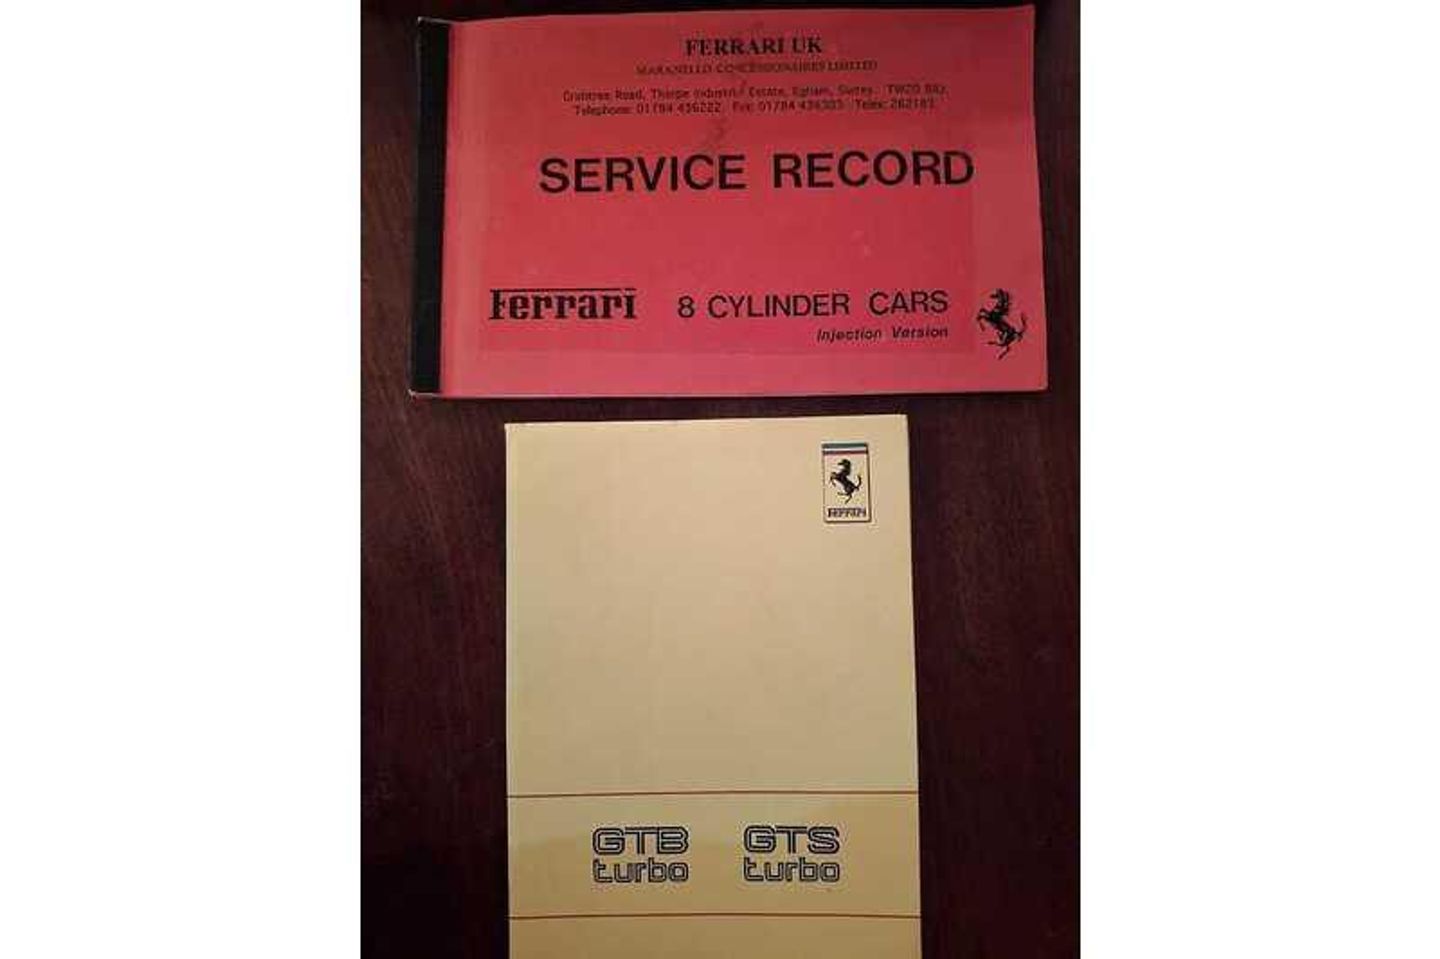 FERRARI UK
MARANELLO CONCESSIONAIRES LIMITED
Crabtree Road, Thorpe Industrial Estate, Egham, Surrey. TW20 8RJ.
Telephone: 01784 436222. Fax: 01784 436303 Telex: 262183.
SERVICE RECORD
Ferrari
8 CYLINDER CARS
Injection Version
Ferrari
GTB GTS
turbo turbo